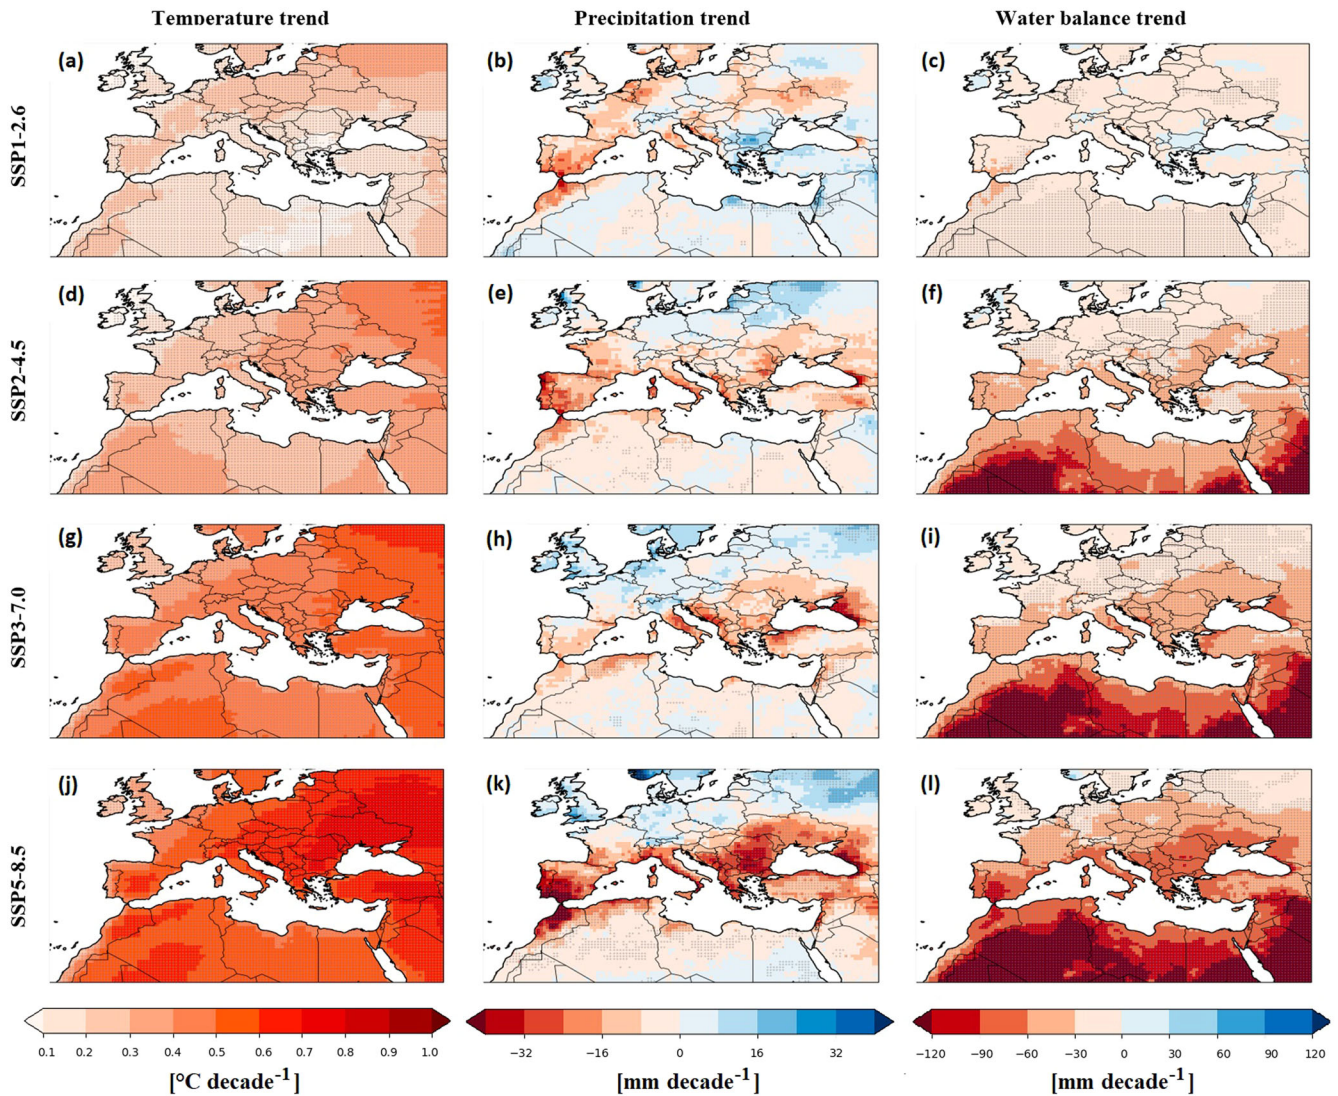 Temperature trend Precipitation trend Water balance trend
SSP1-2.6
(a) (b) (c)
SSP2-4.5
(d) (e) (f)
SSP3-7.0
(g) (h) (i)
SSP5-8.5
(j) (k) (l)
0.1 0.2 0.3 0.4 0.5 0.6 0.7 0.8 0.9 1.0 −32 −16 0 16 32 −120 −90 −60 −30 0 30 60 90 120
[°C decade⁻¹] [mm decade⁻¹] [mm decade⁻¹]